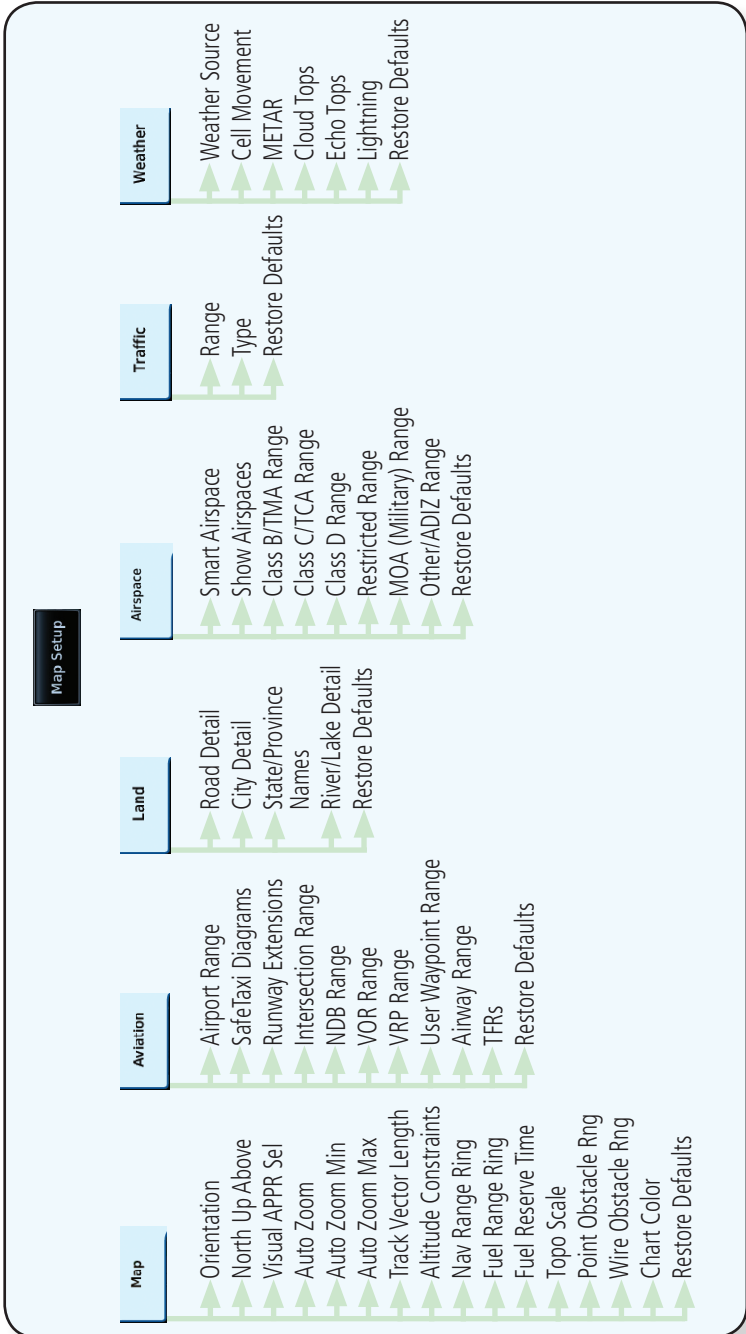 Map Setup
Map
Orientation
North Up Above
Visual APPR Sel
Auto Zoom
Auto Zoom Min
Auto Zoom Max
Track Vector Length
Altitude Constraints
Nav Range Ring
Fuel Range Ring
Fuel Reserve Time
Topo Scale
Point Obstacle Rng
Wire Obstacle Rng
Chart Color
Restore Defaults
Aviation
Airport Range
SafeTaxi Diagrams
Runway Extensions
Intersection Range
NDB Range
VOR Range
VRP Range
User Waypoint Range
Airway Range
TFRs
Restore Defaults
Land
Road Detail
City Detail
State/Province
Names
River/Lake Detail
Restore Defaults
Airspace
Smart Airspace
Show Airspaces
Class B/TMA Range
Class C/TCA Range
Class D Range
Restricted Range
MOA (Military) Range
Other/ADIZ Range
Restore Defaults
Traffic
Range
Type
Restore Defaults
Weather
Weather Source
Cell Movement
METAR
Cloud Tops
Echo Tops
Lightning
Restore Defaults